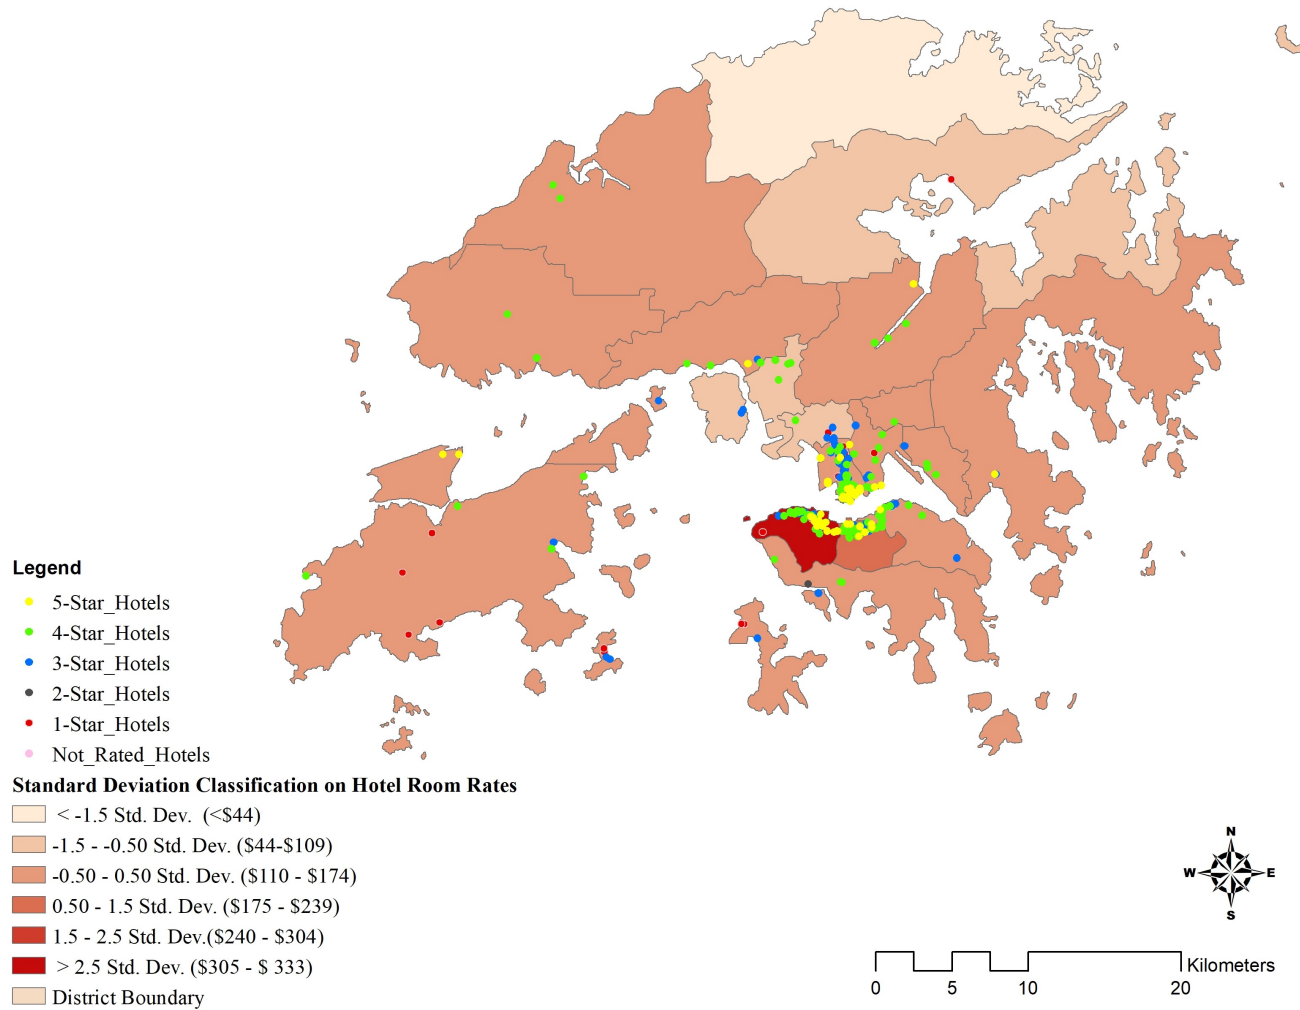 Legend
5-Star_Hotels
4-Star_Hotels
3-Star_Hotels
2-Star_Hotels
1-Star_Hotels
Not_Rated_Hotels
Standard Deviation Classification on Hotel Room Rates
< -1.5 Std. Dev. (<$44)
-1.5 - -0.50 Std. Dev. ($44-$109)
-0.50 - 0.50 Std. Dev. ($110 - $174)
0.50 - 1.5 Std. Dev. ($175 - $239)
1.5 - 2.5 Std. Dev.($240 - $304)
> 2.5 Std. Dev. ($305 - $ 333)
District Boundary
N
W E
S
Kilometers
0 5 10 20